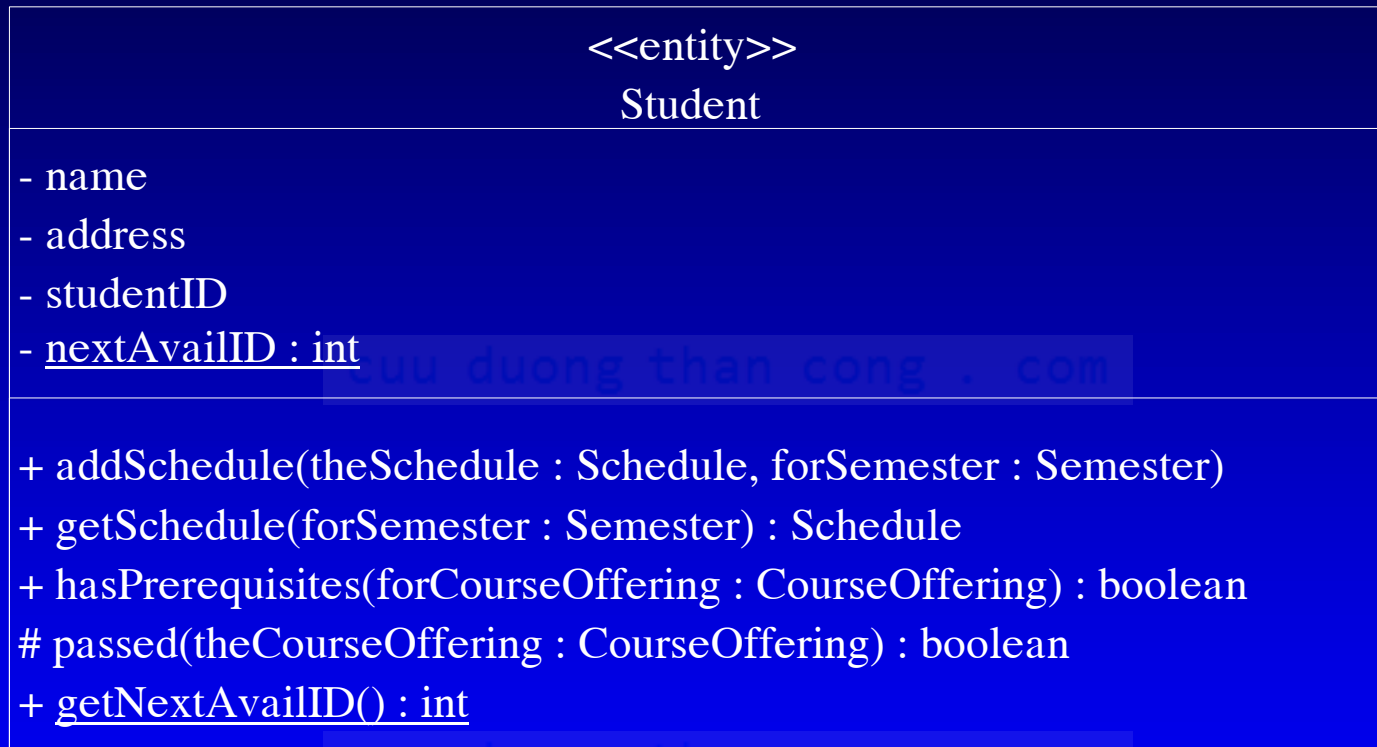 <<entity>>
Student
- name
- address
- studentID
- nextAvailID : int
cuu duong than cong . com
+ addSchedule(theSchedule : Schedule, forSemester : Semester)
+ getSchedule(forSemester : Semester) : Schedule
+ hasPrerequisites(forCourseOffering : CourseOffering) : boolean
# passed(theCourseOffering : CourseOffering) : boolean
+ getNextAvailID() : int